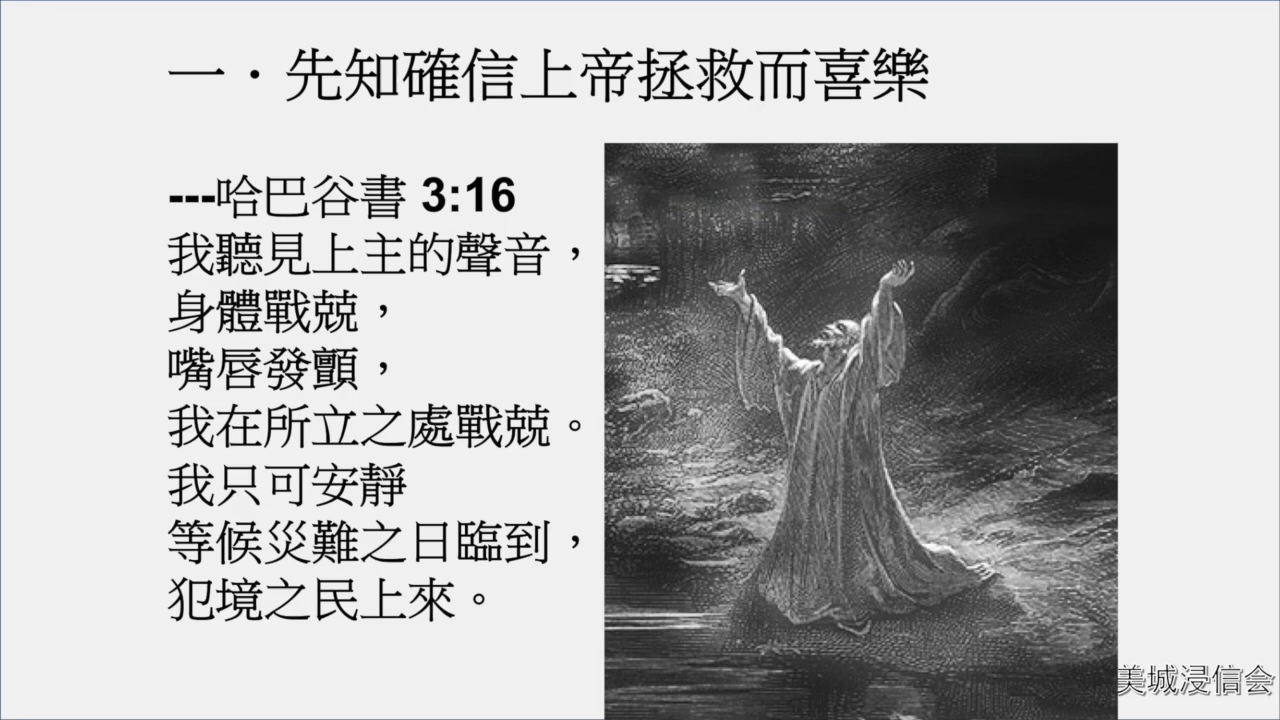 一．先知確信上帝拯救而喜樂
---哈巴谷書 3:16
我聽見上主的聲音，
身體戰兢，
嘴唇發顫，
我在所立之處戰兢。
我只可安靜
等候災難之日臨到，
犯境之民上來。
美城浸信会